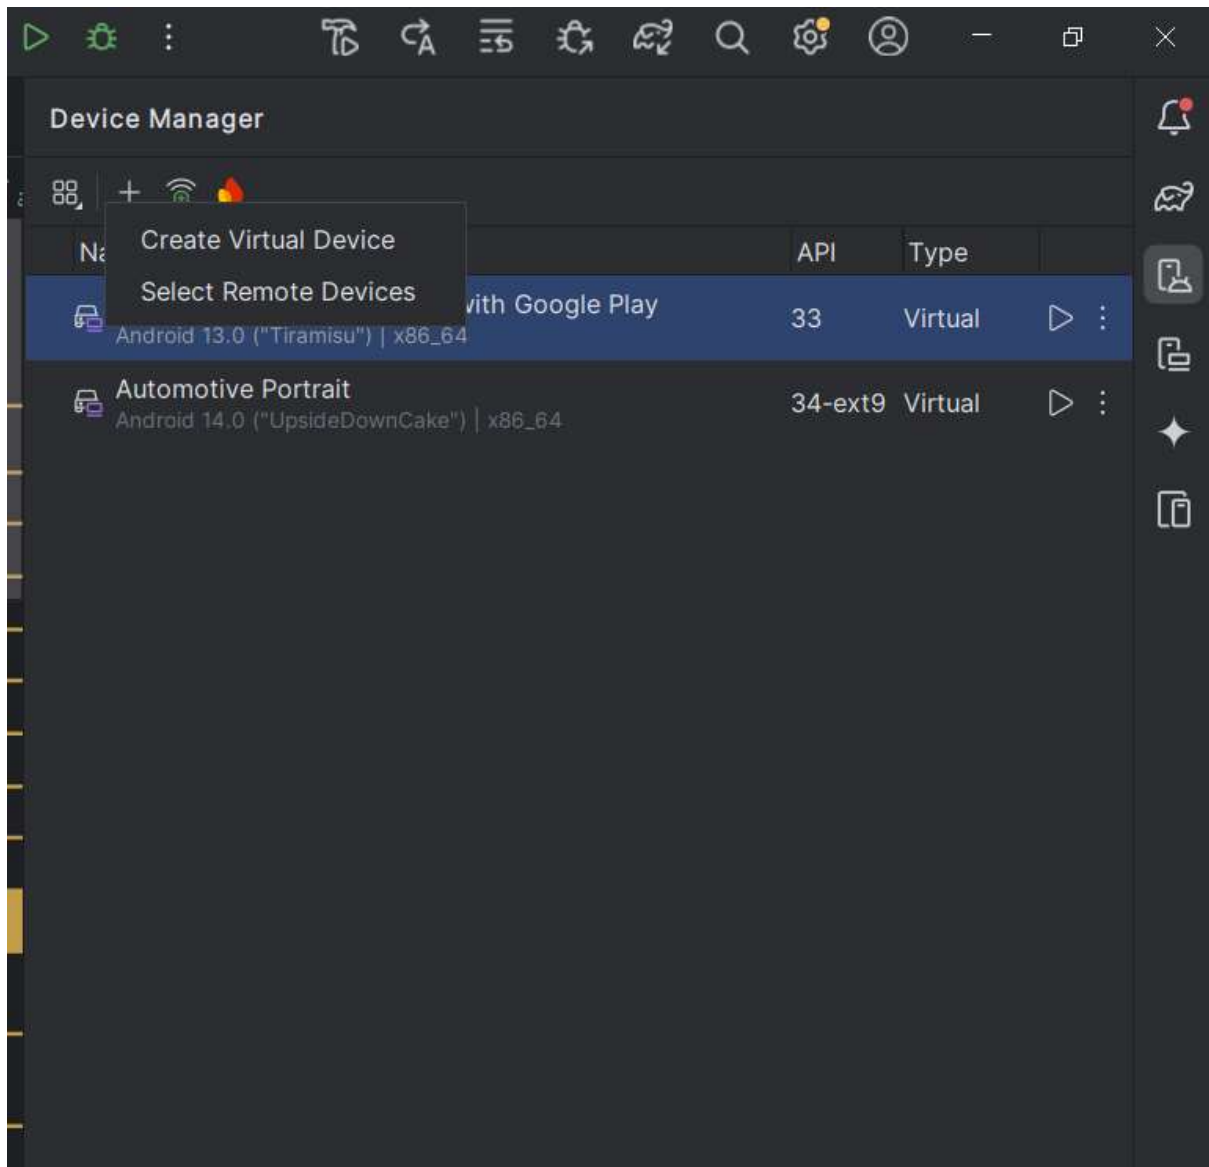 Device Manager
Create Virtual Device
Select Remote Devices
API Type
with Google Play
Android 13.0 ("Tiramisu") | x86_64
33 Virtual
Automotive Portrait
Android 14.0 ("UpsideDownCake") | x86_64
34-ext9 Virtual